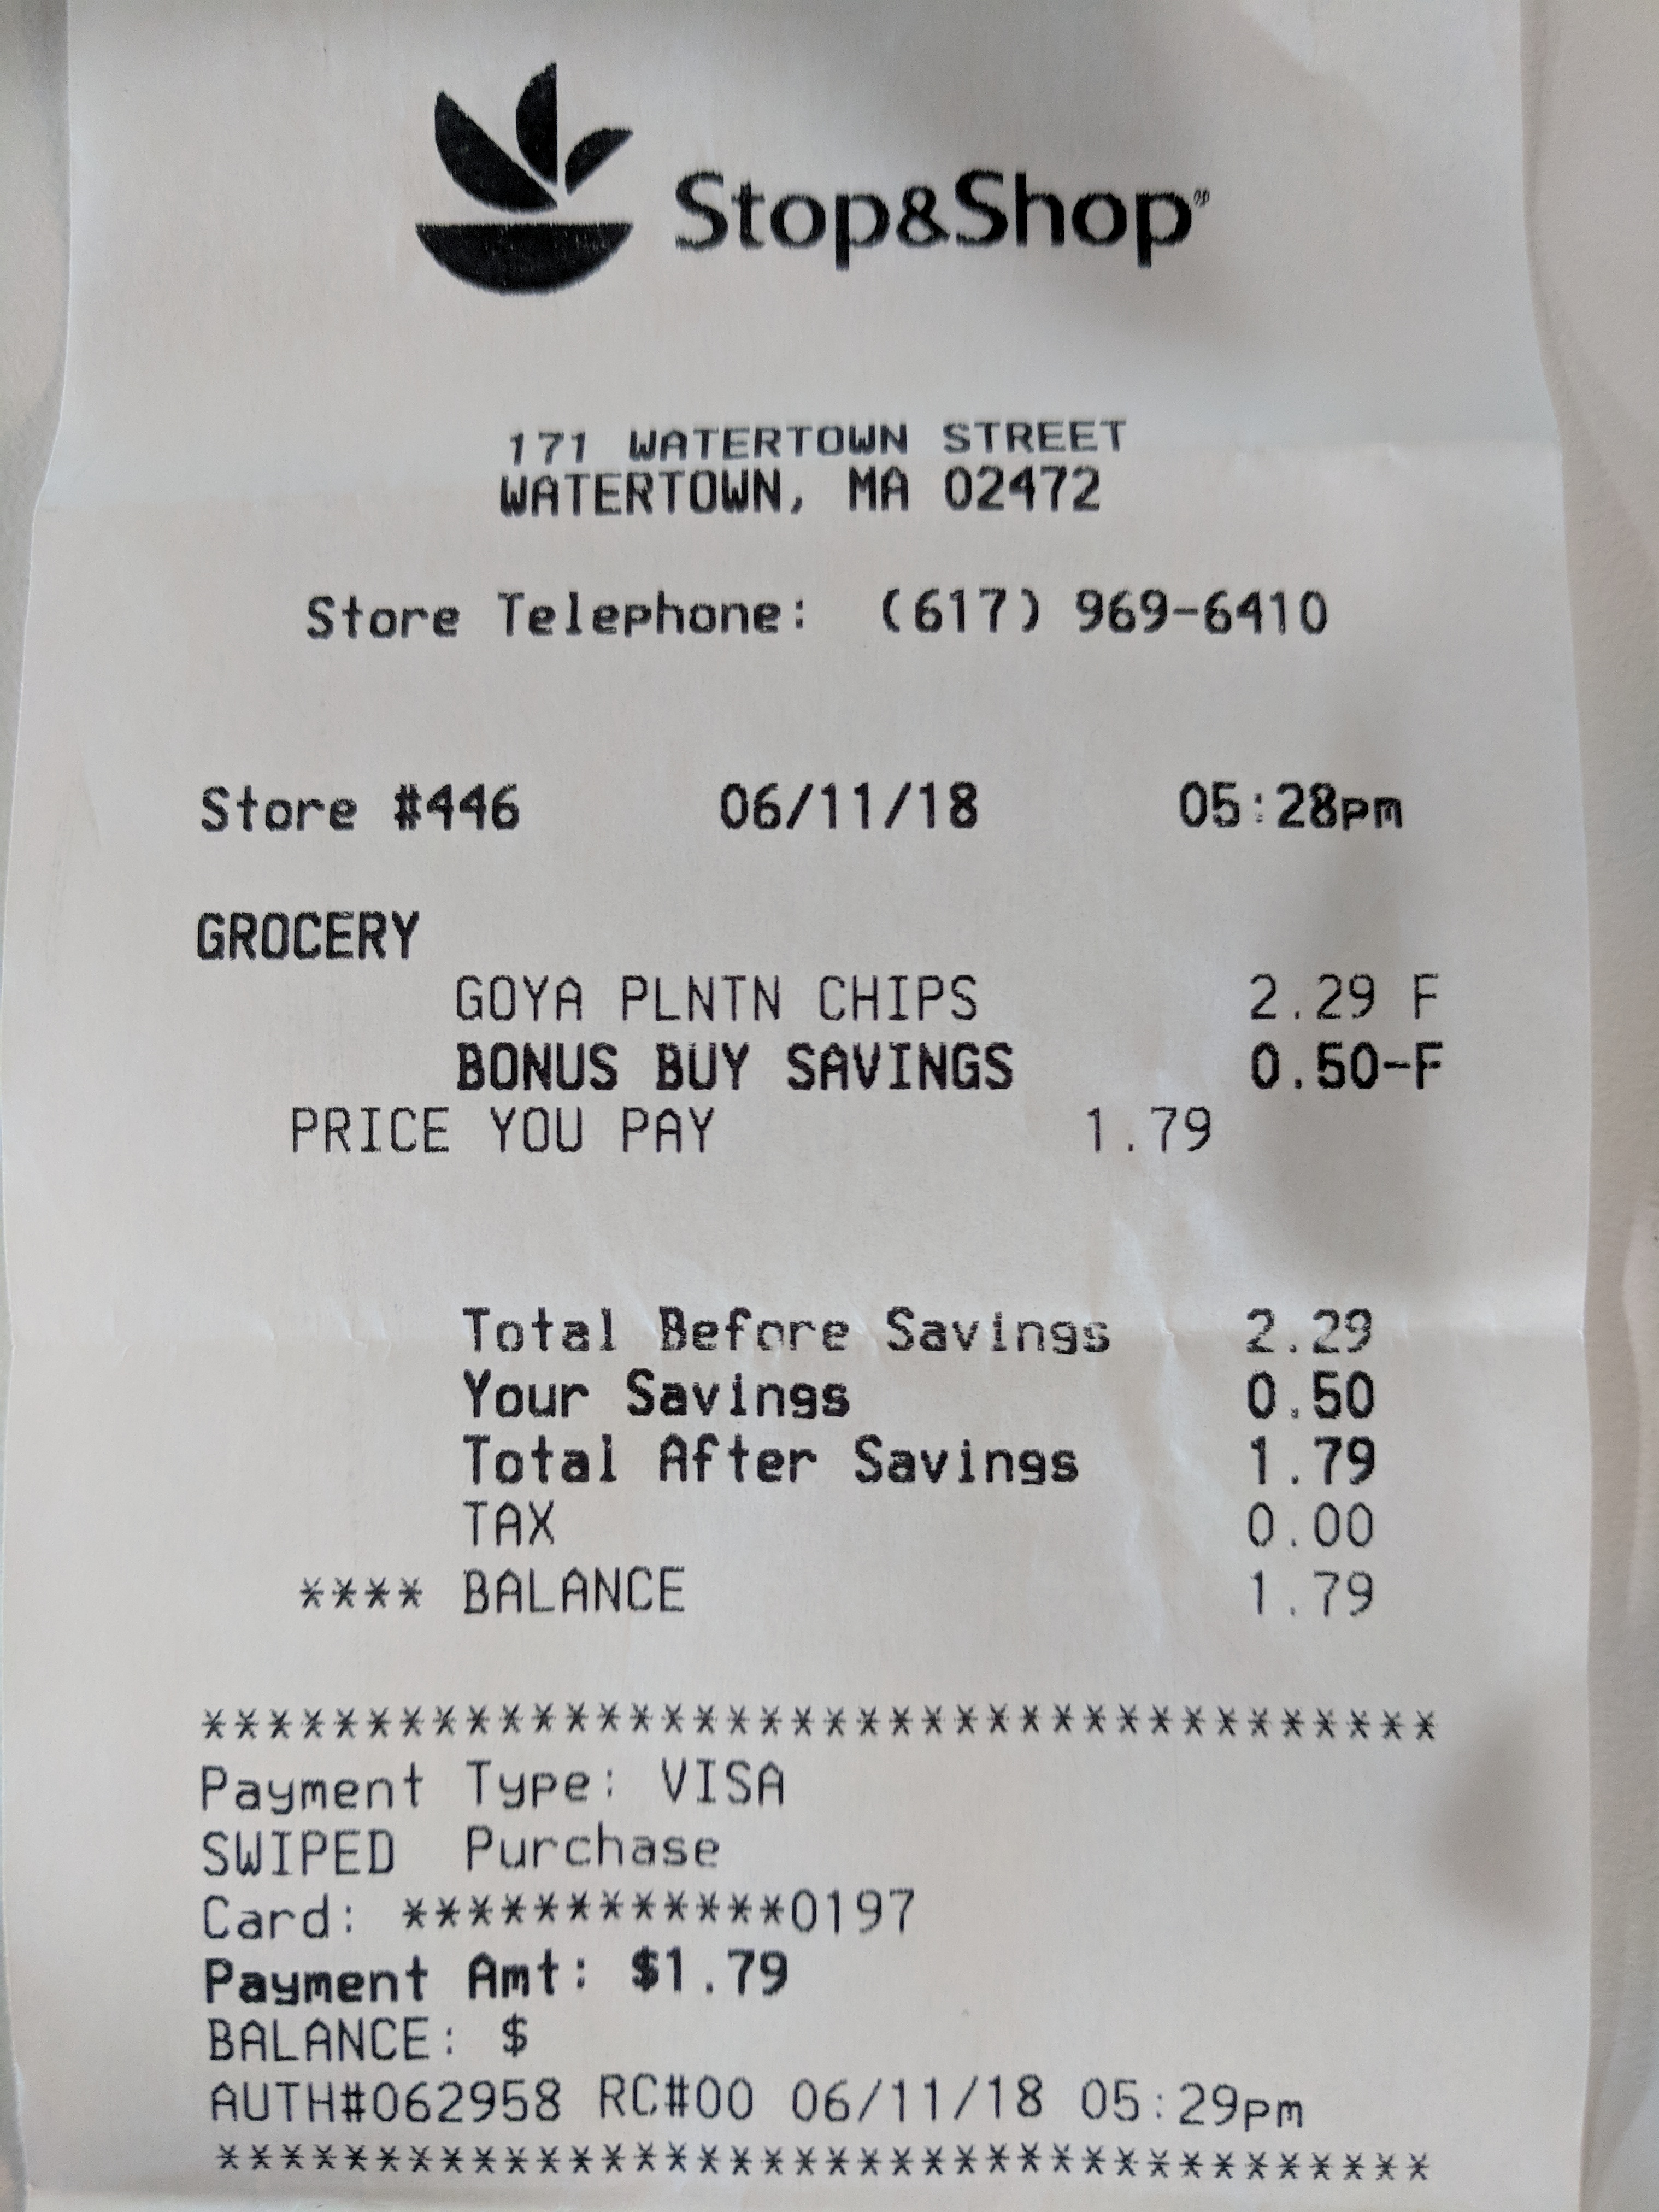 Stop&Shop®
171 WATERTOWN STREET
WATERTOWN, MA 02472
Store Telephone: (617) 969-6410
Store #446 06/11/18 05:28pm
GROCERY
GOYA PLNTN CHIPS 2.29 F
BONUS BUY SAVINGS 0.50-F
PRICE YOU PAY 1.79
Total Before Savings 2.29
Your Savings 0.50
Total After Savings 1.79
TAX 0.00
**** BALANCE 1.79
**************************************
Payment Type: VISA
SWIPED Purchase
Card: ************0197
Payment Amt: $1.79
BALANCE: $
AUTH#062958 RC#00 06/11/18 05:29pm
**************************************